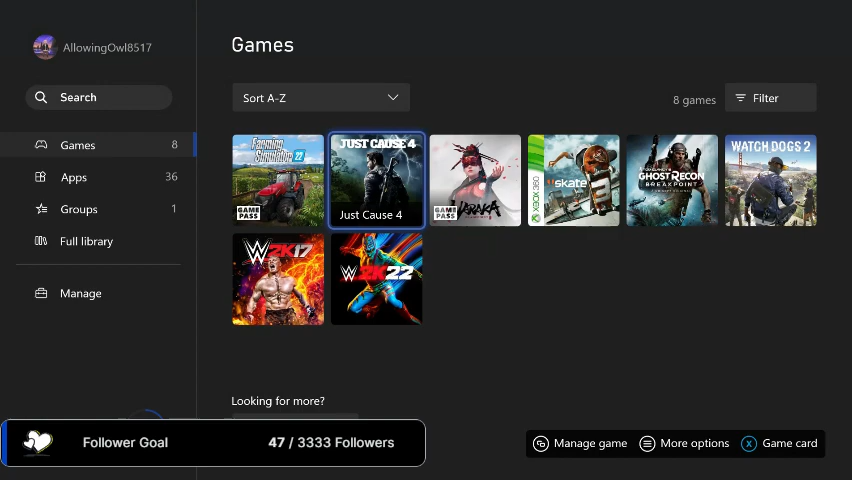 AllowingOwl8517
Search
Games 8
Apps 36
Groups 1
Full library
Manage
Games
Sort A-Z
8 games
Filter
Farming Simulator 22
GAME PASS
JUST CAUSE 4
Just Cause 4
GAME PASS
XBOX 360
skate
GHOST RECON
BREAKPOINT
WATCH DOGS 2
W 2K17
W 2K22
Looking for more?
Follower Goal
47 / 3333 Followers
Manage game
More options
X Game card